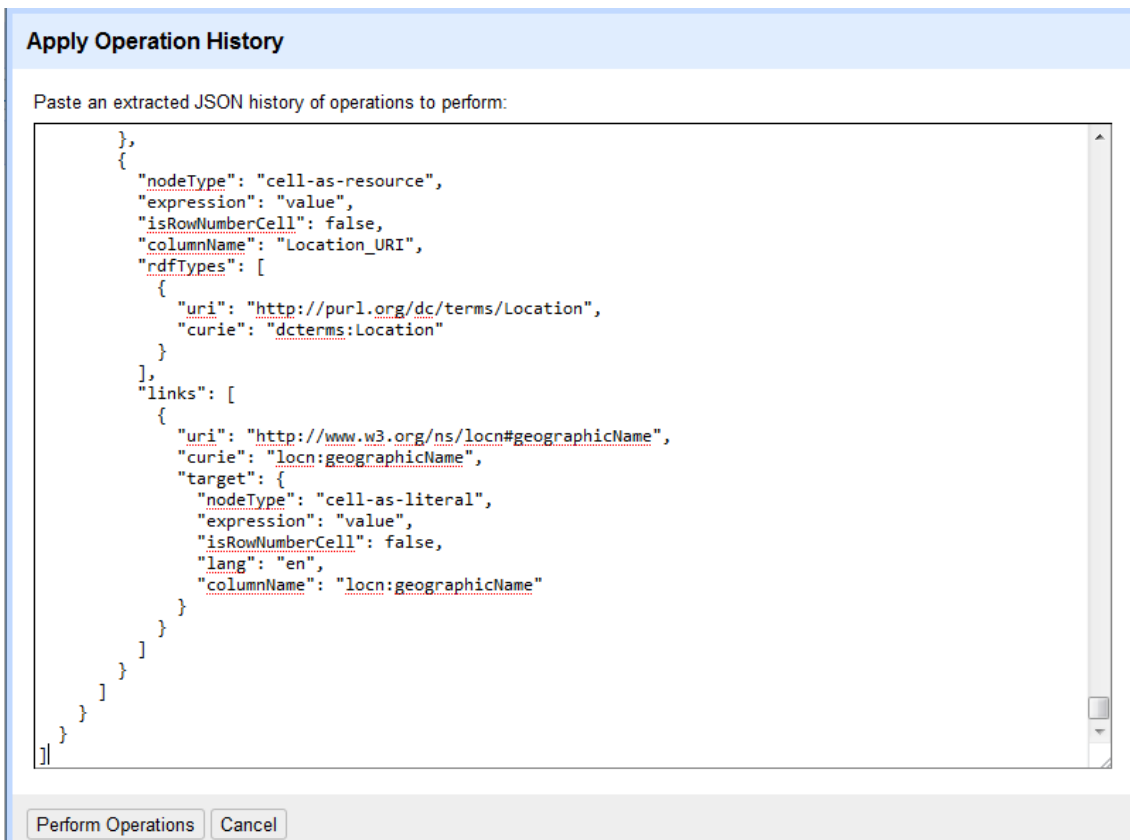 Apply Operation History
Paste an extracted JSON history of operations to perform:
},
{
"nodeType": "cell-as-resource",
"expression": "value",
"isRowNumberCell": false,
"columnName": "Location_URI",
"rdfTypes": [
{
"uri": "http://purl.org/dc/terms/Location",
"curie": "dcterms:Location"
}
],
"links": [
{
"uri": "http://www.w3.org/ns/locn#geographicName",
"curie": "locn:geographicName",
"target": {
"nodeType": "cell-as-literal",
"expression": "value",
"isRowNumberCell": false,
"lang": "en",
"columnName": "locn:geographicName"
}
}
]
}
]
}
}
]
Perform Operations Cancel